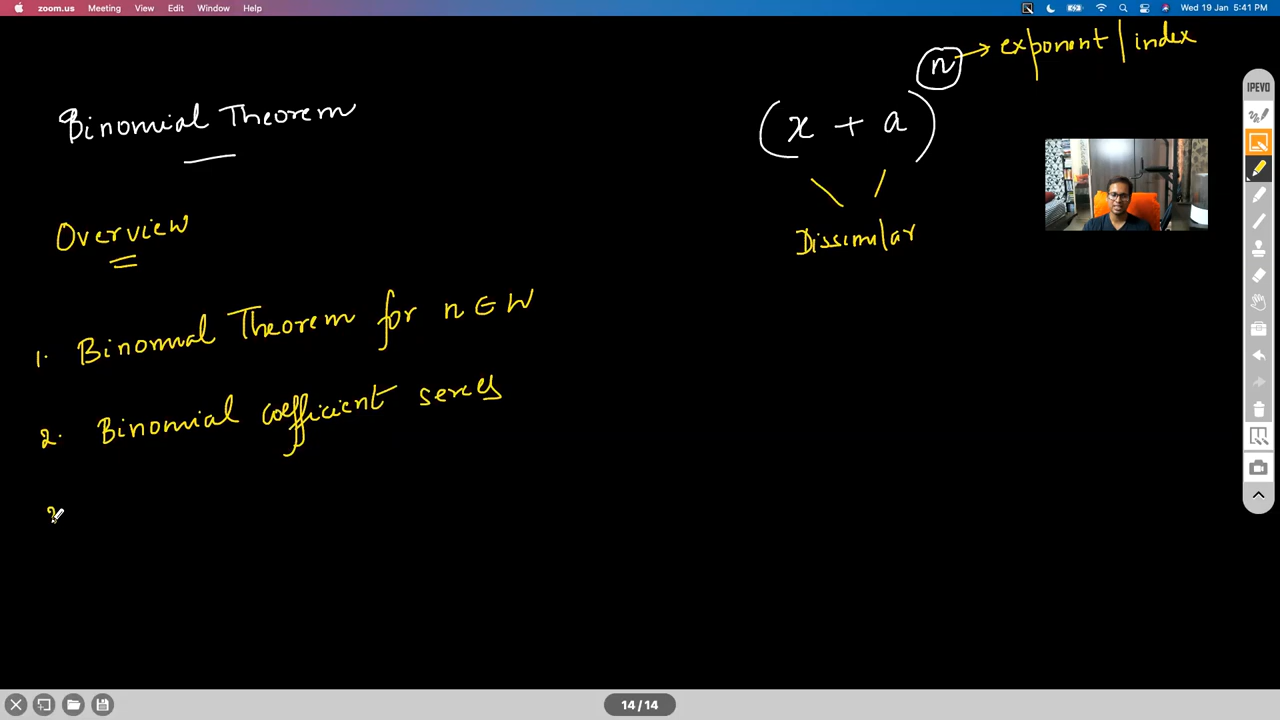 zoom.us Meeting View Edit Window Help Wed 19 Jan 5:41 PM
n → exponent / index
IPEVO
Binomial Theorem
(x + a)
Dissimilar
Overview
1. Binomial Theorem for n ∈ W
2. Binomial coefficient series
14 / 14